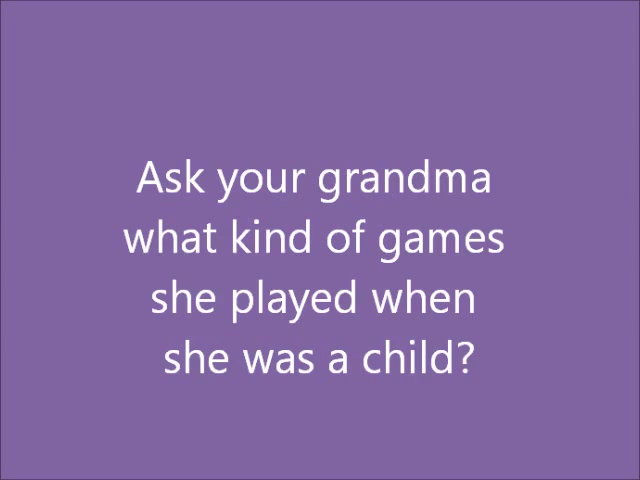 Ask your grandma
what kind of games
she played when
she was a child?